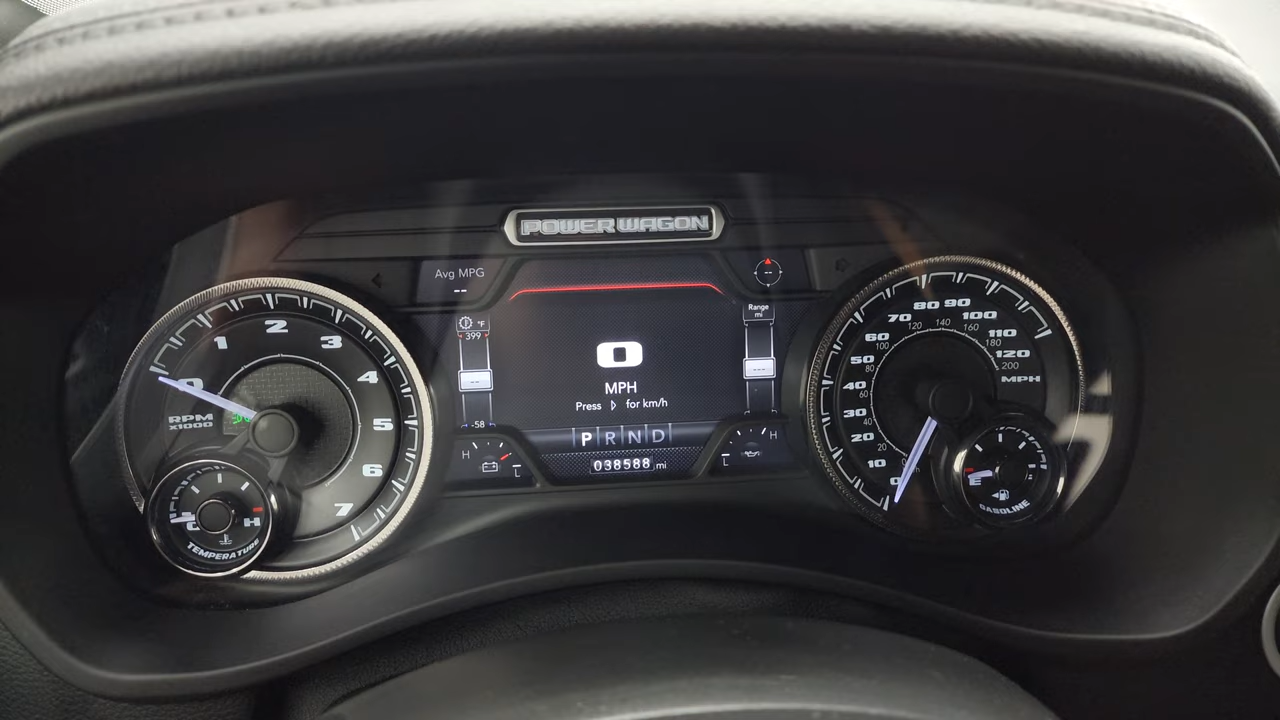 POWER WAGON
Avg MPG
--
--
°F
399
-58
Range
mi
---
---
0
MPH
Press ▷ for km/h
P R N D
038588 mi
H
L
H
L
0
1
2
3
4
5
6
7
RPM
X1000
C
H
TEMPERATURE
0
10
20
30
40
50
60
70
80
90
100
110
120
MPH
20
40
60
80
100
120
140
160
180
200
E
GASOLINE